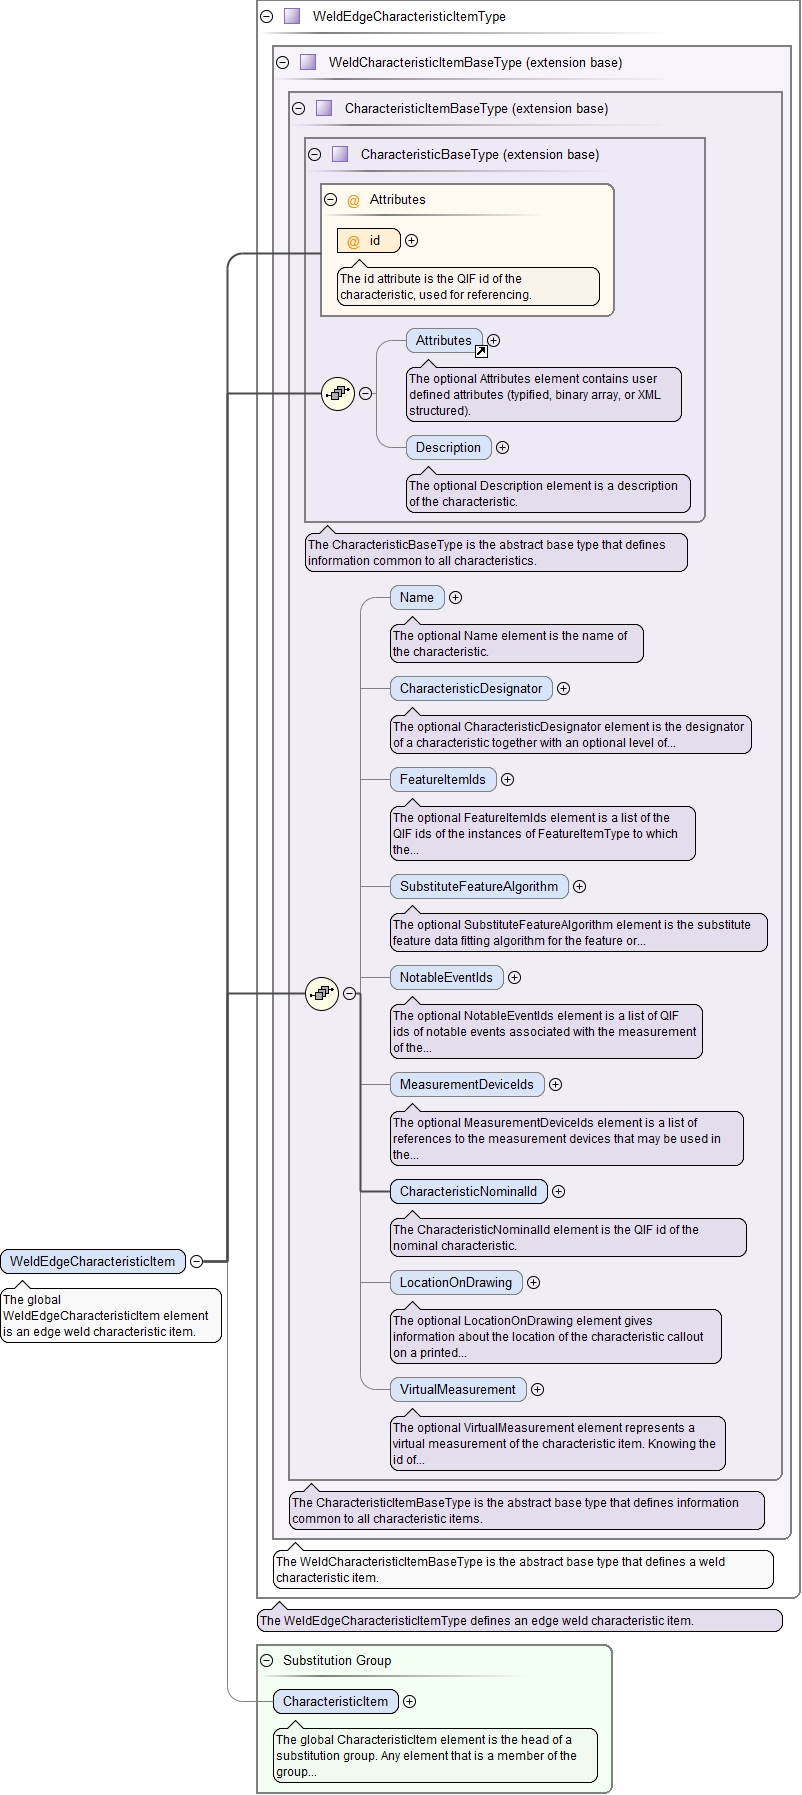 WeldEdgeCharacteristicItemType
WeldCharacteristicItemBaseType (extension base)
CharacteristicItemBaseType (extension base)
CharacteristicBaseType (extension base)
@ Attributes
@ id
The id attribute is the QIF id of the
characteristic, used for referencing.
Attributes
The optional Attributes element contains user
defined attributes (typified, binary array, or XML
structured).
Description
The optional Description element is a description
of the characteristic.
The CharacteristicBaseType is the abstract base type that defines
information common to all characteristics.
Name
The optional Name element is the name of
the characteristic.
CharacteristicDesignator
The optional CharacteristicDesignator element is the designator
of a characteristic together with an optional level of...
FeatureItemIds
The optional FeatureItemIds element is a list of the
QIF ids of the instances of FeatureItemType to which
the...
SubstituteFeatureAlgorithm
The optional SubstituteFeatureAlgorithm element is the substitute
feature data fitting algorithm for the feature or...
NotableEventIds
The optional NotableEventIds element is a list of QIF
ids of notable events associated with the measurement
of the...
MeasurementDeviceIds
The optional MeasurementDeviceIds element is a list of
references to the measurement devices that may be used in
the...
CharacteristicNominalId
The CharacteristicNominalId element is the QIF id of the
nominal characteristic.
LocationOnDrawing
The optional LocationOnDrawing element gives
information about the location of the characteristic callout
on a printed...
VirtualMeasurement
The optional VirtualMeasurement element represents a
virtual measurement of the characteristic item. Knowing the
id of...
The CharacteristicItemBaseType is the abstract base type that defines information
common to all characteristic items.
The WeldCharacteristicItemBaseType is the abstract base type that defines a weld
characteristic item.
The WeldEdgeCharacteristicItemType defines an edge weld characteristic item.
WeldEdgeCharacteristicItem
The global
WeldEdgeCharacteristicItem element
is an edge weld characteristic item.
Substitution Group
CharacteristicItem
The global CharacteristicItem element is the head of a
substitution group. Any element that is a member of the
group...